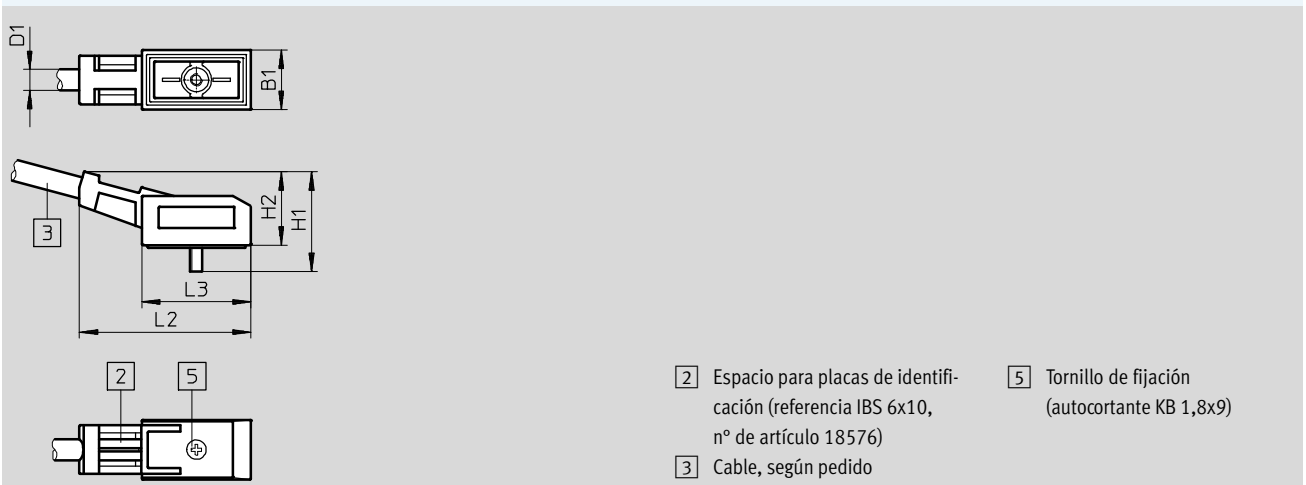 D1
B1
H2
H1
3
L3
L2
2
5
2 Espacio para placas de identifi-
cación (referencia IBS 6x10,
n° de artículo 18576)
3 Cable, según pedido
5 Tornillo de fijación
(autocortante KB 1,8x9)